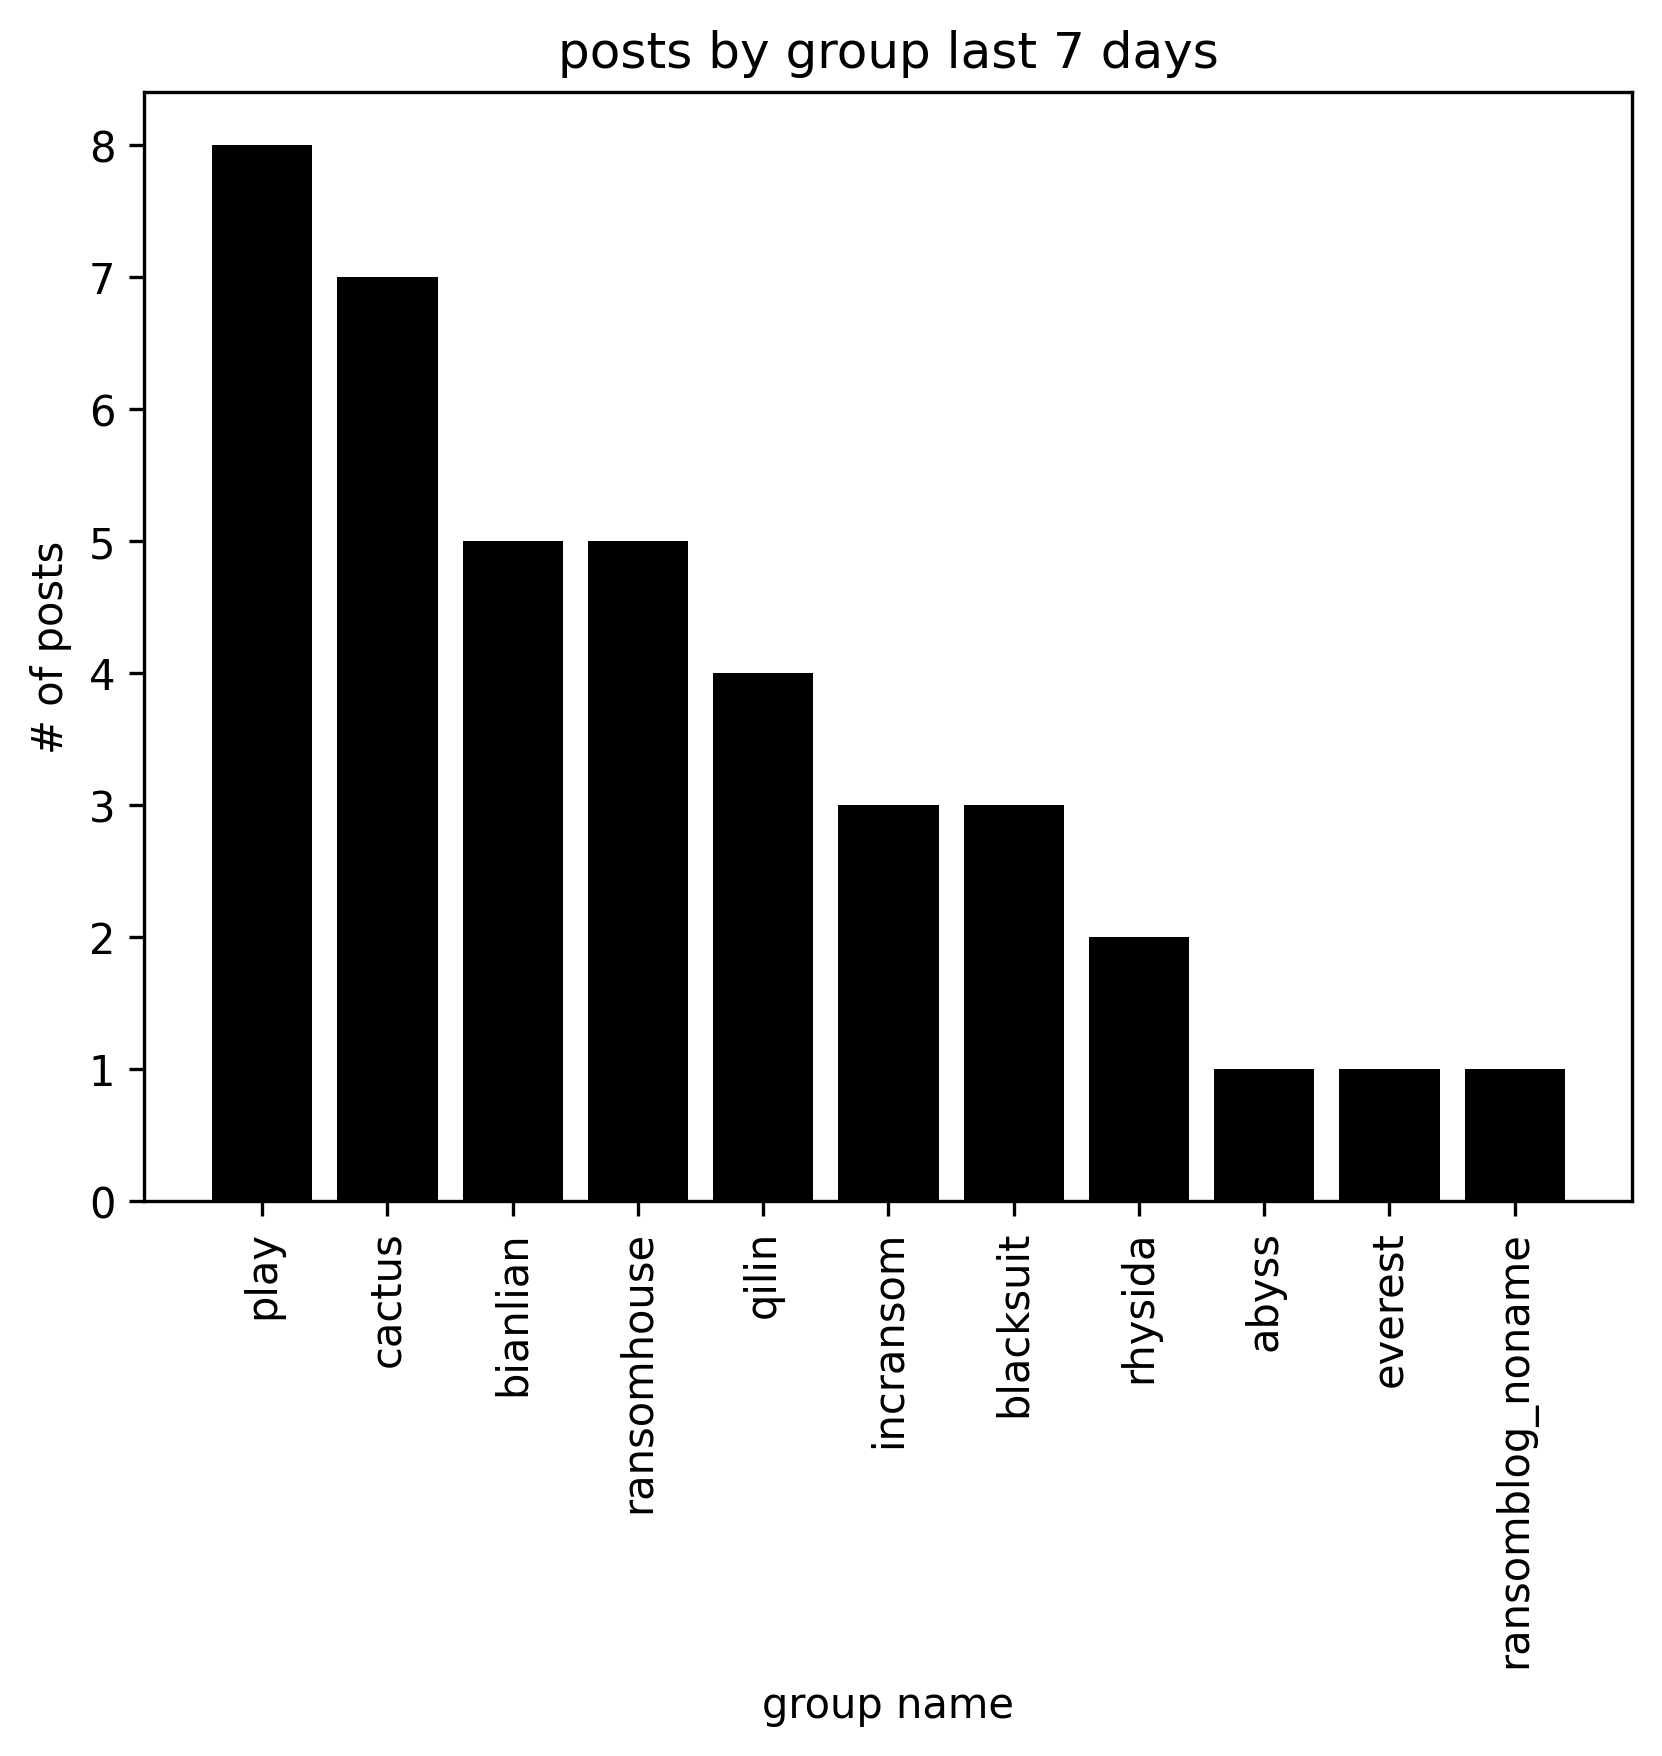 posts by group last 7 days
# of posts
8
7
6
5
4
3
2
1
0
play
cactus
bianlian
ransomhouse
qilin
incransom
blacksuit
rhysida
abyss
everest
ransomblog_noname
group name